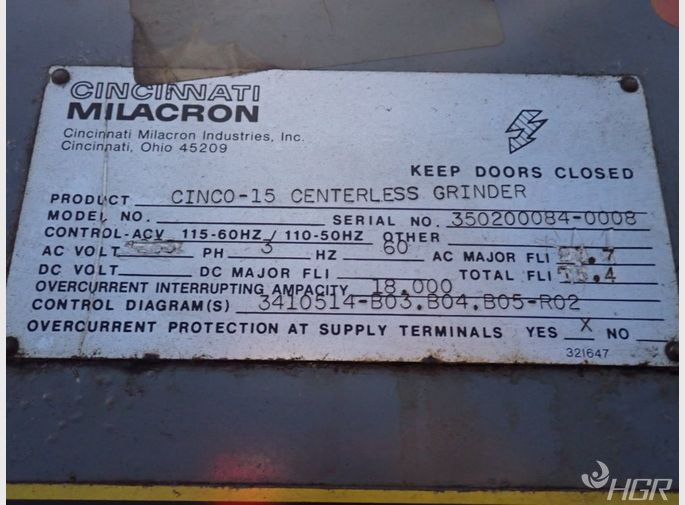 CINCINNATI
MILACRON
Cincinnati Milacron Industries, Inc.
Cincinnati, Ohio 45209
KEEP DOORS CLOSED
PRODUCT CINCO-15 CENTERLESS GRINDER
MODEL NO. SERIAL NO. 350200084-0008
CONTROL-ACV 115-60HZ / 110-50HZ OTHER
AC VOLT PH 3 HZ 60 AC MAJOR FLI
DC VOLT DC MAJOR FLI TOTAL FLI
OVERCURRENT INTERRUPTING AMPACITY 18,000
CONTROL DIAGRAM(S) 3410514-B03,B04,B05-R02
OVERCURRENT PROTECTION AT SUPPLY TERMINALS YES X NO
321647
HGR